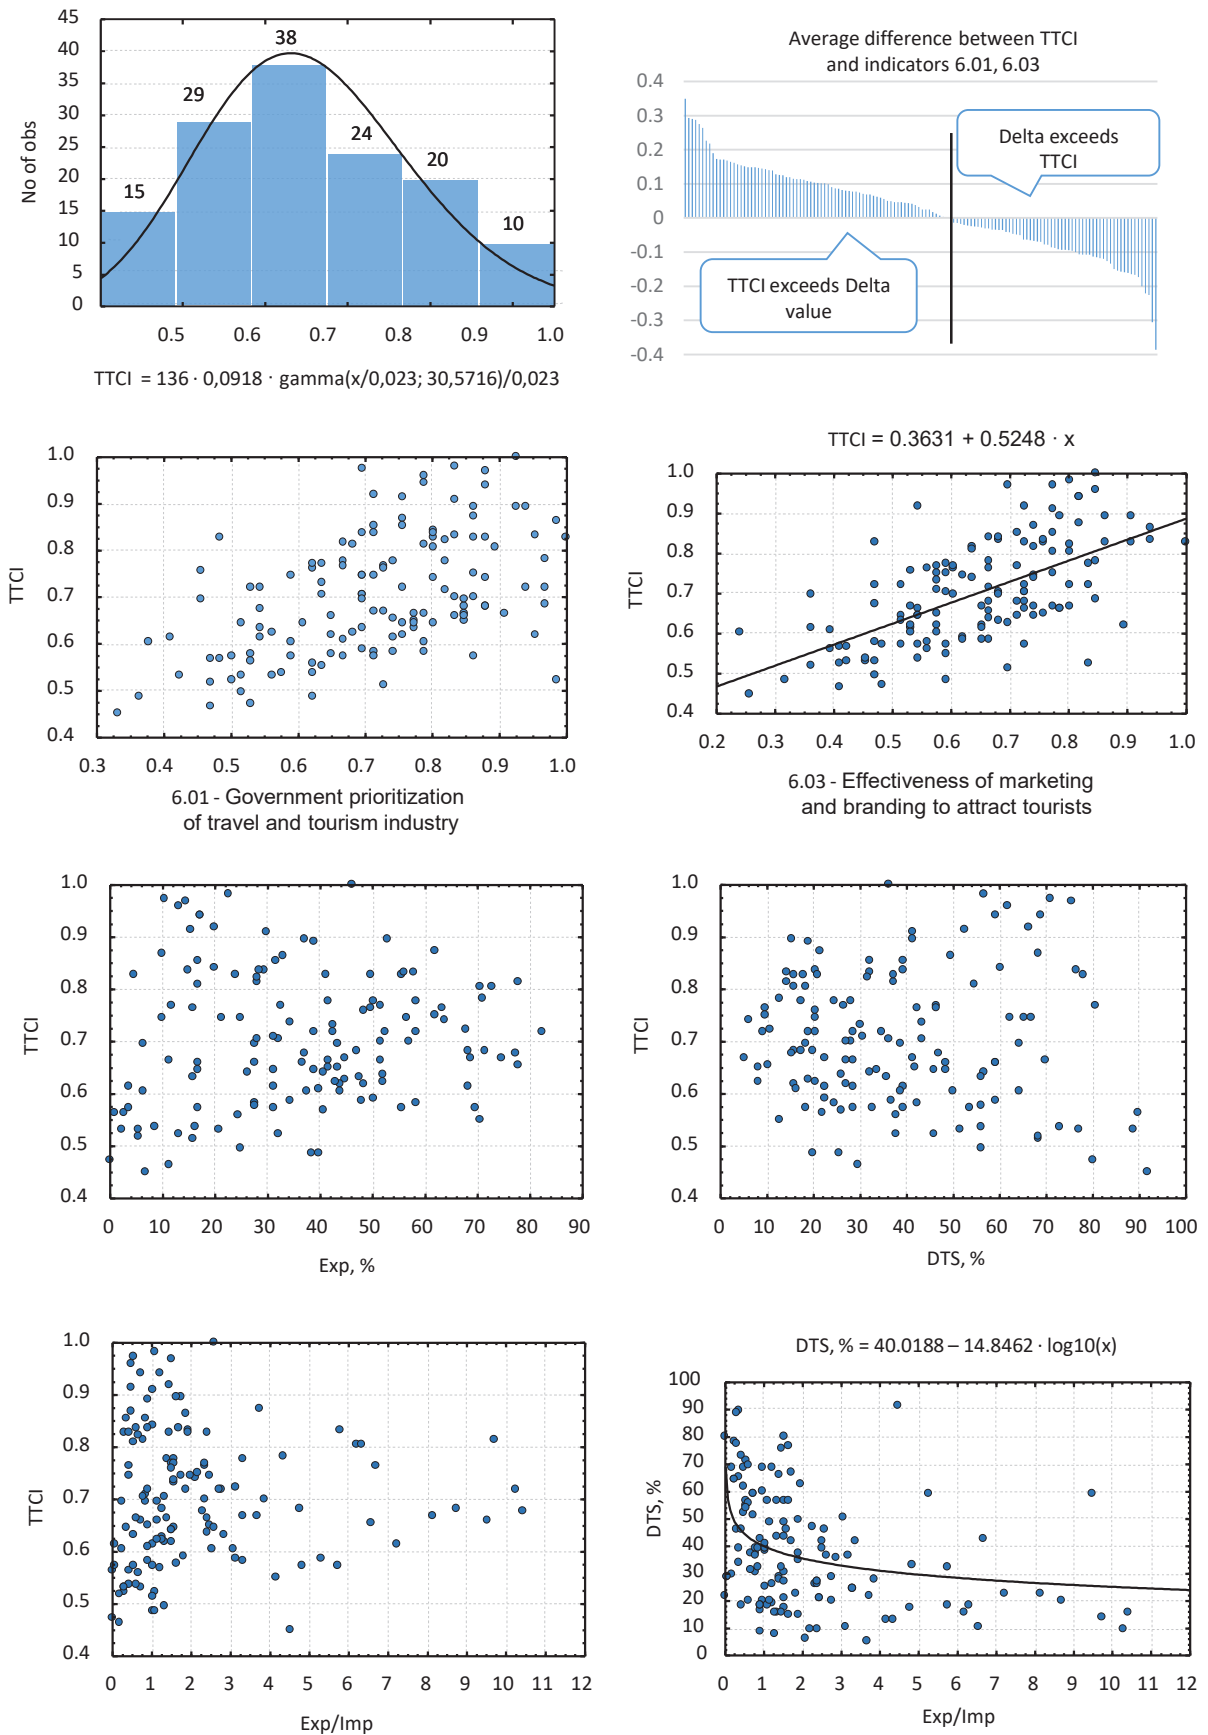 45
40
35
30
25
20
15
10
5
0
No of obs
15
29
38
24
20
10
0.5 0.6 0.7 0.8 0.9 1.0
TTCI = 136 · 0,0918 · gamma(x/0,023; 30,5716)/0,023
Average difference between TTCI
and indicators 6.01, 6.03
0.4
0.3
0.2
0.1
0
-0.1
-0.2
-0.3
-0.4
Delta exceeds
TTCI
TTCI exceeds Delta
value
1.0
0.9
0.8
0.7
0.6
0.5
0.4
TTCI
0.3 0.4 0.5 0.6 0.7 0.8 0.9 1.0
6.01 - Government prioritization
of travel and tourism industry
TTCI = 0.3631 + 0.5248 · x
1.0
0.9
0.8
0.7
0.6
0.5
0.4
TTCI
0.2 0.3 0.4 0.5 0.6 0.7 0.8 0.9 1.0
6.03 - Effectiveness of marketing
and branding to attract tourists
1.0
0.9
0.8
0.7
0.6
0.5
0.4
TTCI
0 10 20 30 40 50 60 70 80 90
Exp, %
1.0
0.9
0.8
0.7
0.6
0.5
0.4
TTCI
0 10 20 30 40 50 60 70 80 90 100
DTS, %
1.0
0.9
0.8
0.7
0.6
0.5
0.4
TTCI
0 1 2 3 4 5 6 7 8 9 10 11 12
Exp/Imp
DTS, % = 40.0188 – 14.8462 · log10(x)
100
90
80
70
60
50
40
30
20
10
0
DTS, %
0 1 2 3 4 5 6 7 8 9 10 11 12
Exp/Imp